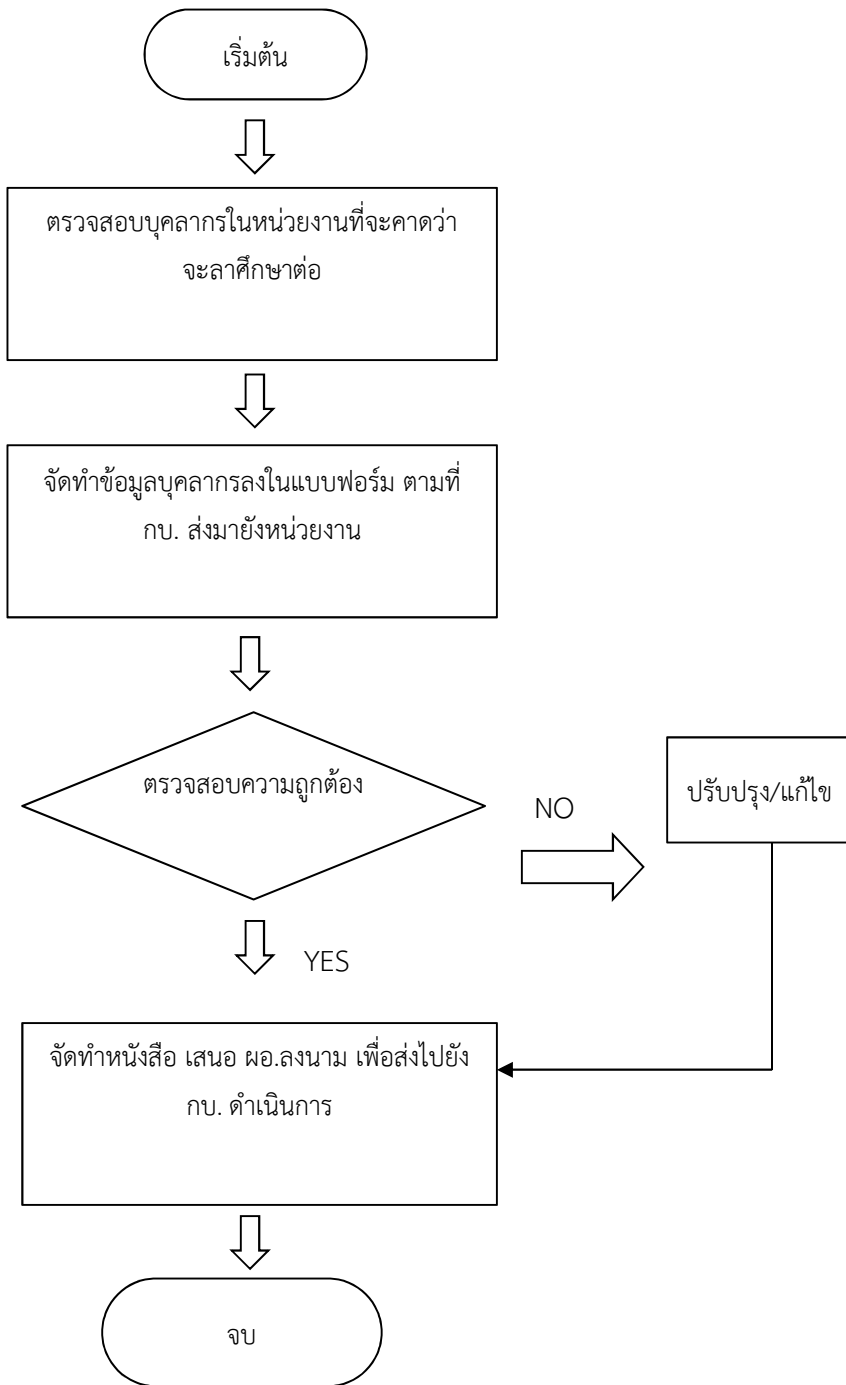 เริ่มต้น
ตรวจสอบบุคลากรในหน่วยงานที่จะคาดว่า
จะลาศึกษาต่อ
จัดทำข้อมูลบุคลากรลงในแบบฟอร์ม ตามที่
กบ. ส่งมายังหน่วยงาน
ตรวจสอบความถูกต้อง
NO
ปรับปรุง/แก้ไข
YES
จัดทำหนังสือ เสนอ ผอ.ลงนาม เพื่อส่งไปยัง
กบ. ดำเนินการ
จบ